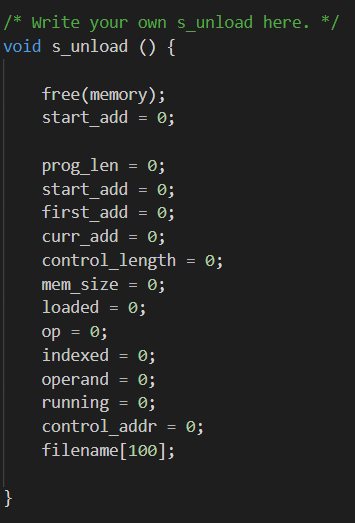 /* Write your own s_unload here. */
void s_unload () {
free(memory);
start_add = 0;
prog_len = 0;
start_add = 0;
first_add = 0;
curr_add = 0;
control_length = 0;
mem_size = 0;
loaded = 0;
op = 0;
indexed = 0;
operand = 0;
running = 0;
control_addr = 0;
filename[100];
}